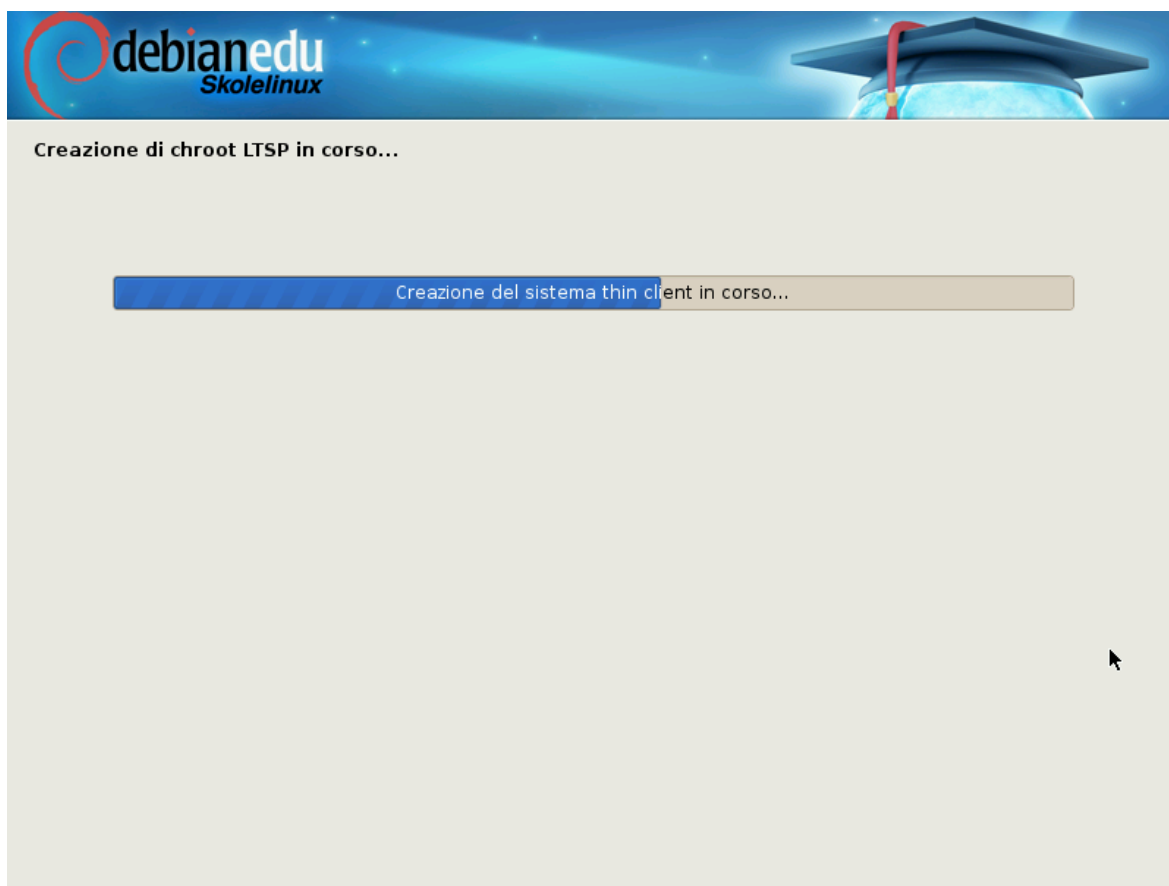 debianedu
Skolelinux
Creazione di chroot LTSP in corso...
Creazione del sistema thin client in corso...